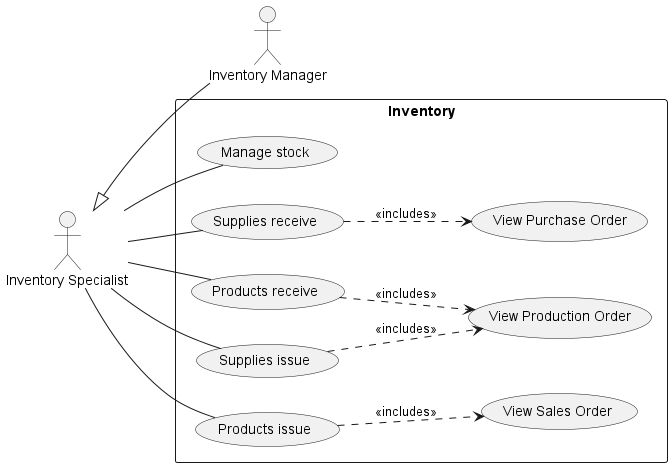 Inventory Manager
Inventory
Manage stock
Supplies receive
«includes»
View Purchase Order
Inventory Specialist
Products receive
«includes»
View Production Order
«includes»
Supplies issue
«includes»
View Sales Order
Products issue